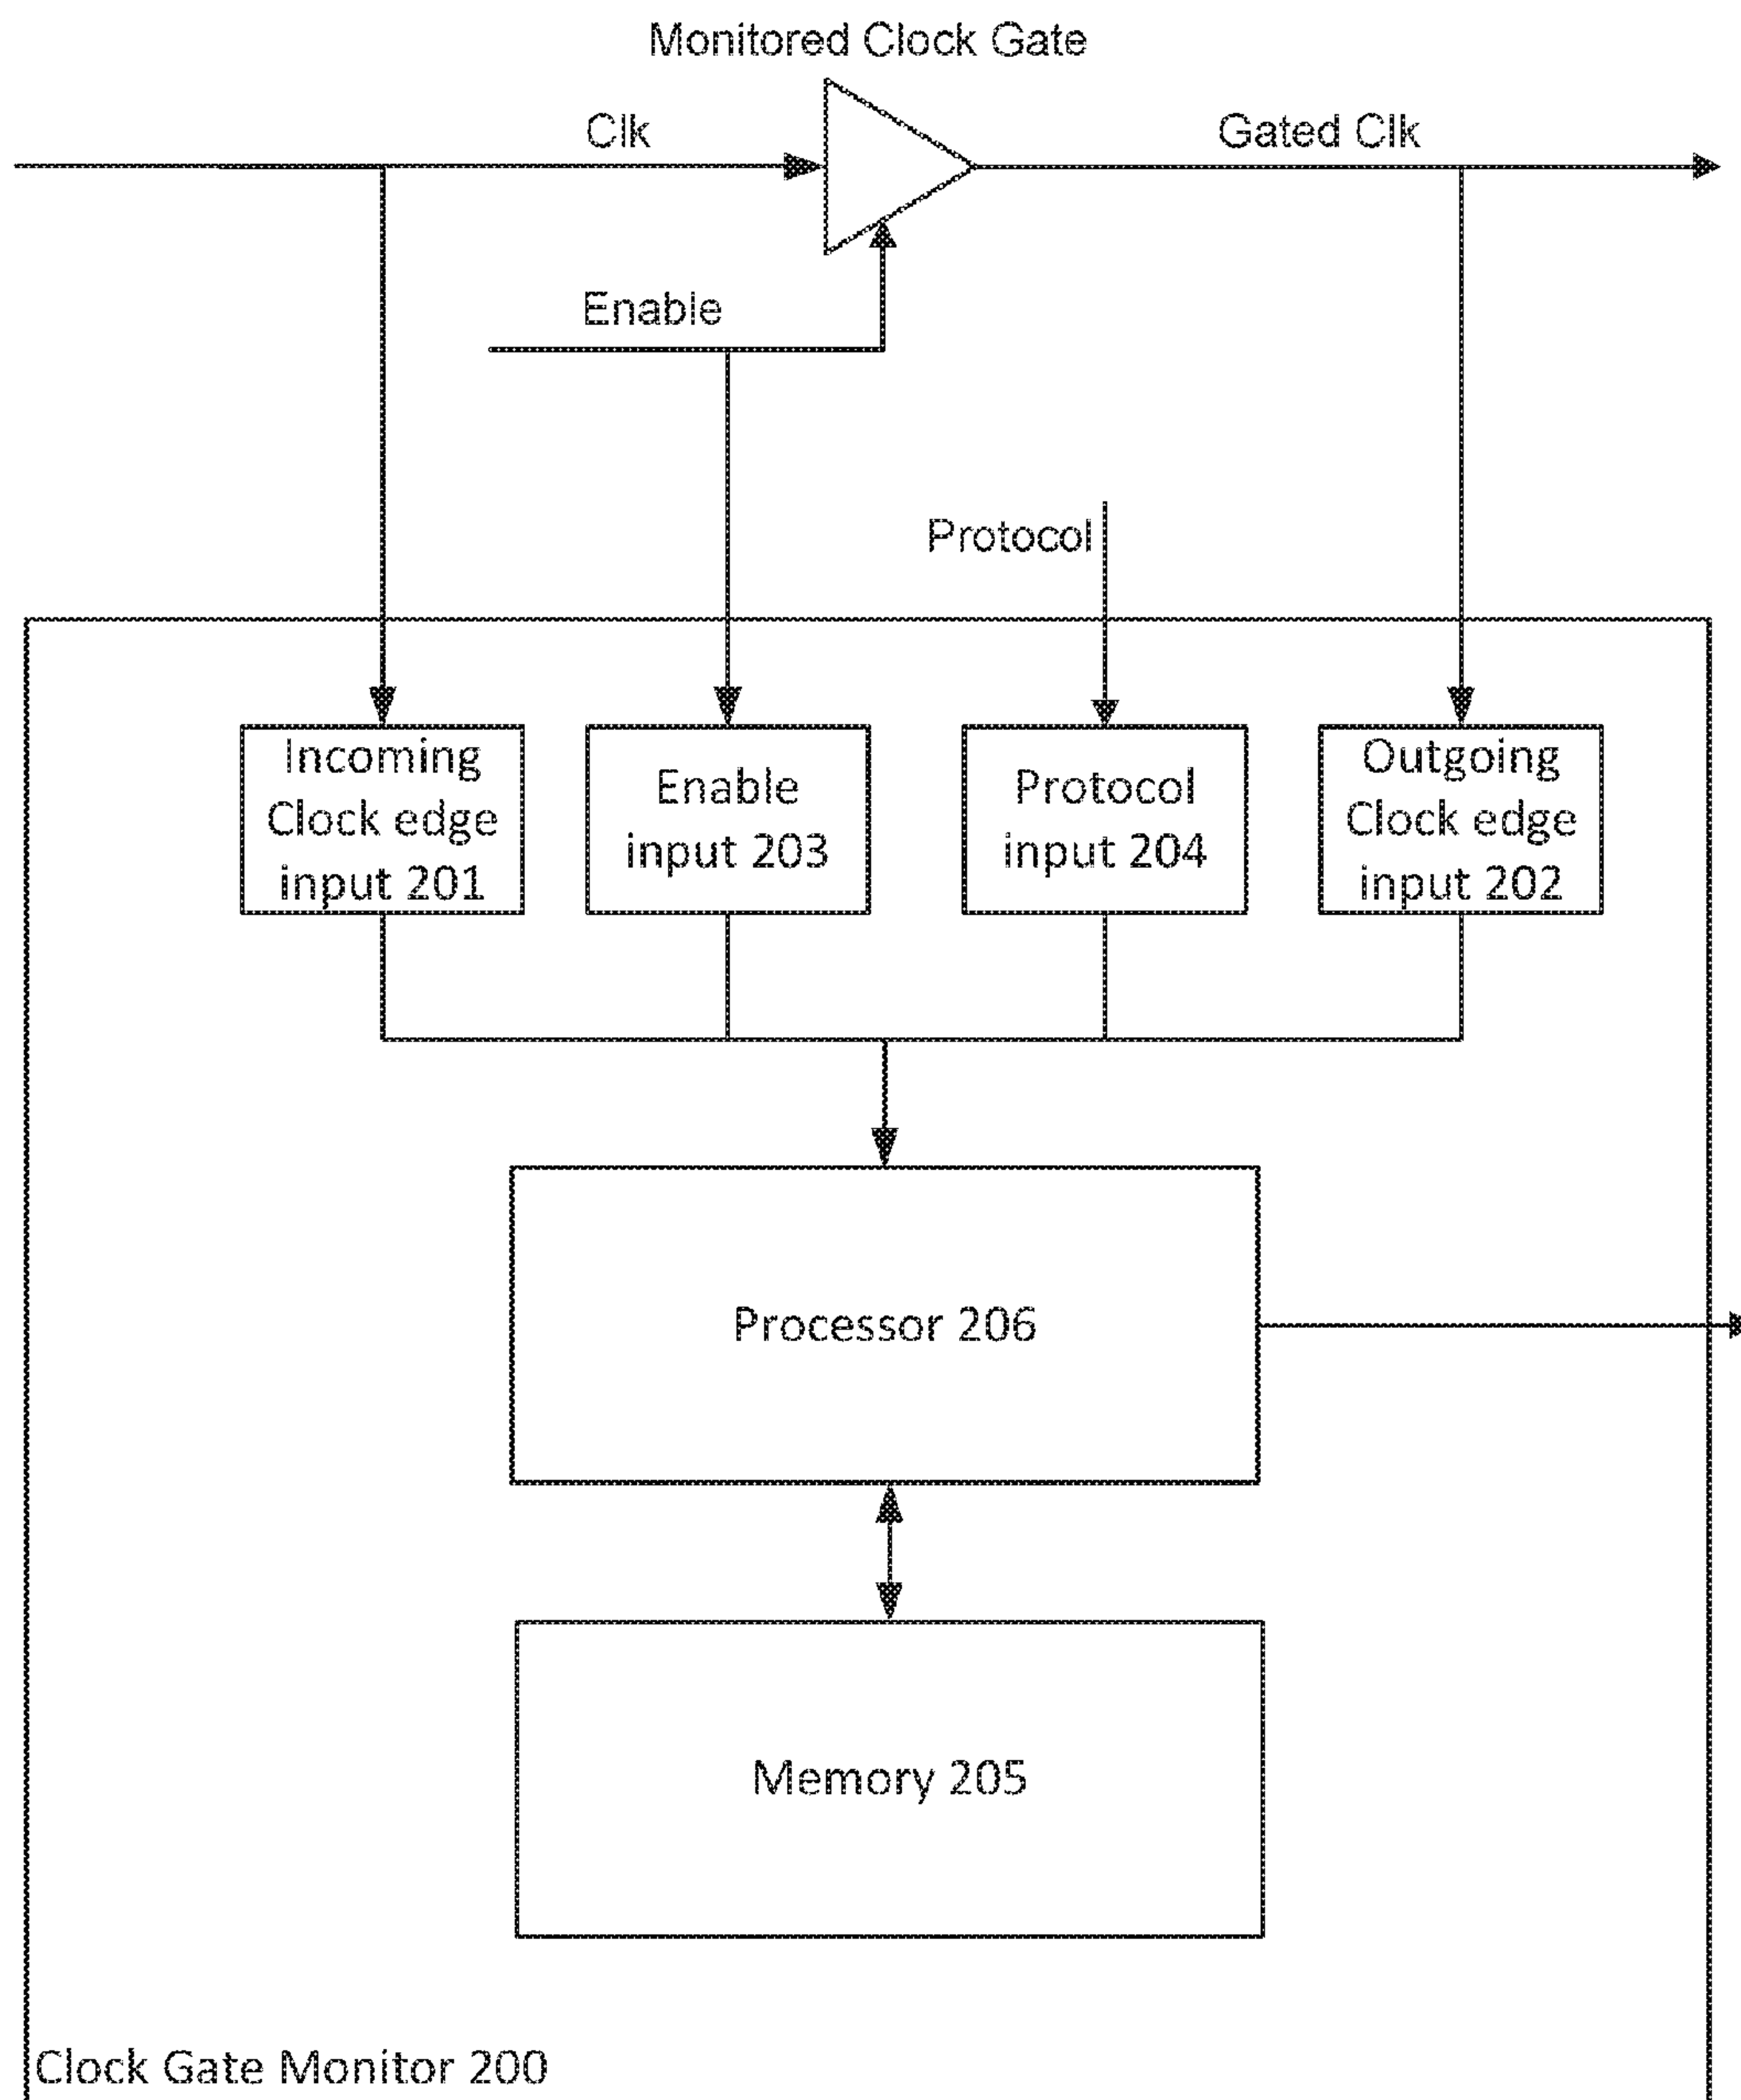 Monitored Clock Gate
Clk
Gated Clk
Enable
Protocol
Incoming
Clock edge
input 201
Enable
input 203
Protocol
input 204
Outgoing
Clock edge
input 202
Processor 206
Memory 205
Clock Gate Monitor 200